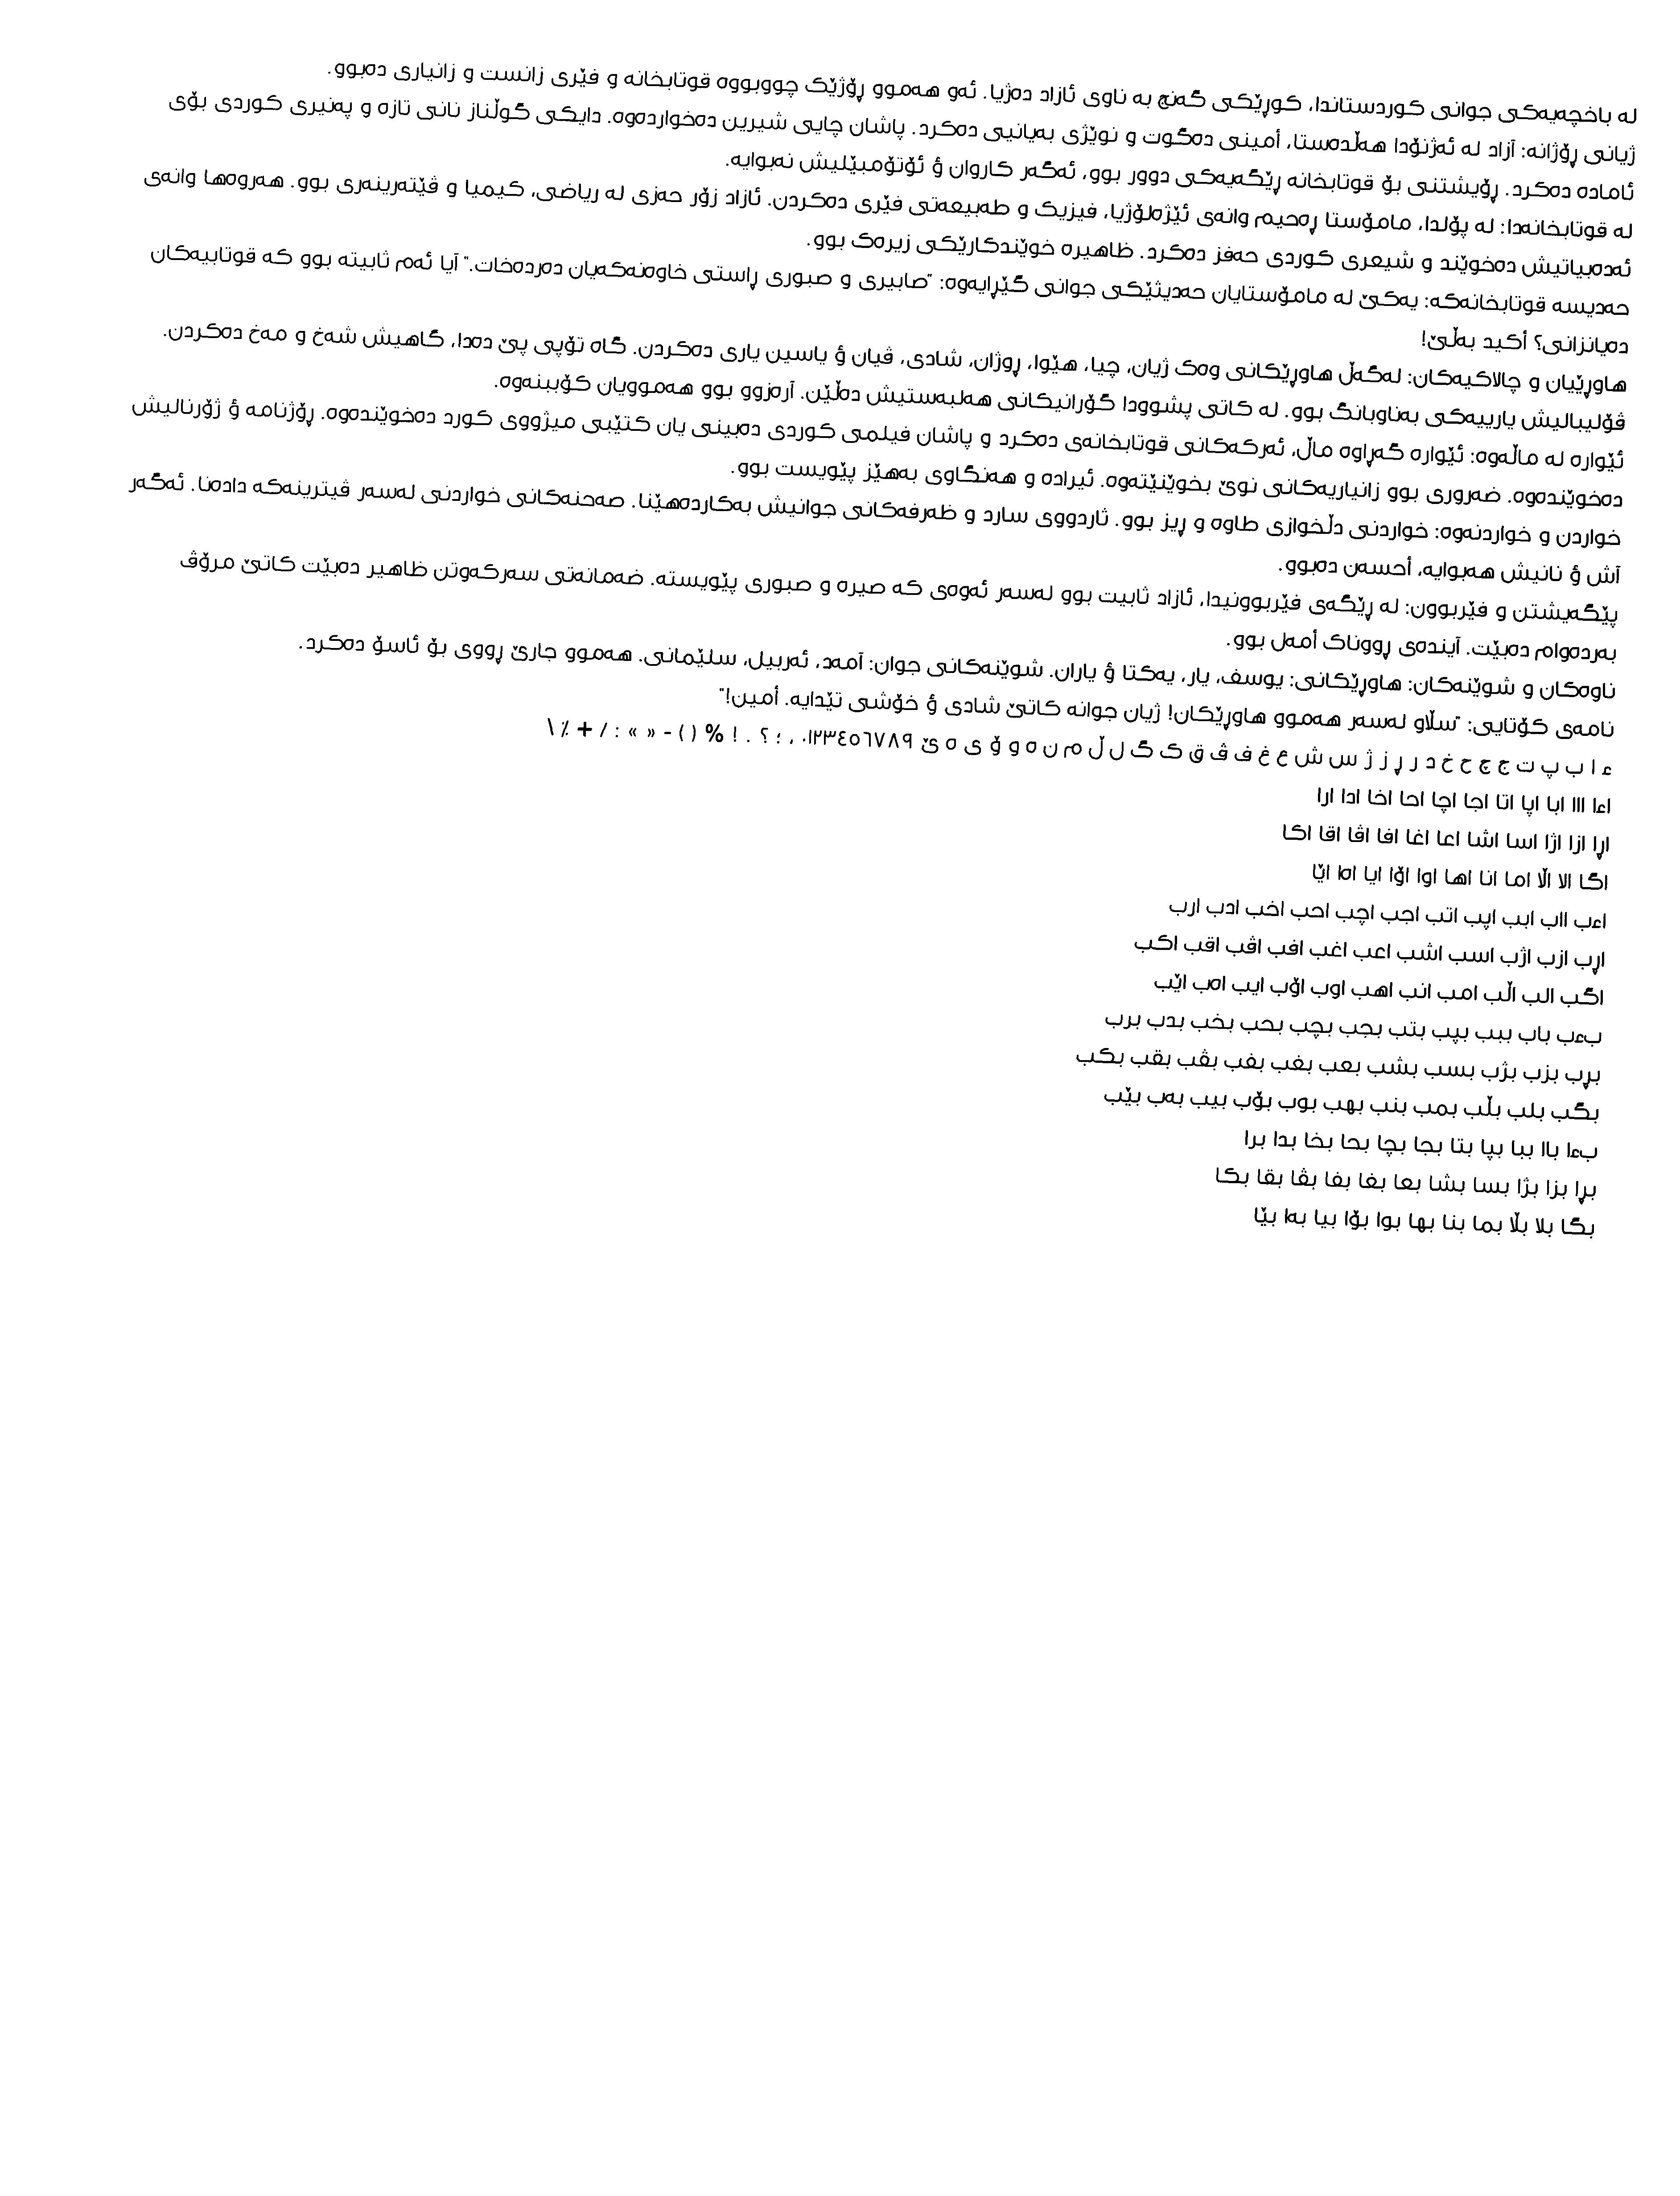 لە باخچەیەکی جوانی کوردستاندا، کوڕێکی گەنج بە ناوی ئازاد دەژیا. ئەو هەموو ڕۆژێک چووبووە قوتابخانە و فێری زانست و زانیاری دەبوو.
ژیانی ڕۆژانە: آزاد لە ئەژنۆدا هەڵدەستا، أمینی دەگوت و نوێژی بەیانیی دەکرد. پاشان چایی شیرین دەخواردەوە. دایکی گوڵناز نانی تازە و پەنیری کوردی بۆی
ئامادە دەکرد. ڕۆیشتنی بۆ قوتابخانە ڕێگەیەکی دوور بوو، ئەگەر کاروان ؤ ئۆتۆمبێلیش نەبوایە.
لە قوتابخانەدا: لە پۆلدا، مامۆستا ڕەحیم وانەی ئێژەلۆژیا، فیزیک و طەبیعەتی فێری دەکردن. ئازاد زۆر حەزی لە ریاضی، کیمیا و ڤێتەرینەری بوو. هەروەها وانەی
ئەدەبیاتیش دەخوێند و شیعری کوردی حەفز دەکرد. ظاهیرە خوێندکارێکی زیرەک بوو.
حەدیسە قوتابخانەکە: یەکێ لە مامۆستایان حەدیثێکی جوانی گێڕایەوە: "صابیری و صبوری ڕاستی خاوەنەکەیان دەردەخات." آیا ئەم ثابیتە بوو کە قوتابیەکان
دەیانزانی؟ أکید بەڵێ!
هاوڕێیان و چالاکیەکان: لەگەڵ هاوڕێکانی وەک ژیان، چیا، هێوا، ڕوژان، شادی، ڤیان ؤ یاسین یاری دەکردن. گاە تۆپی پێ دەدا، گاهیش شەخ و مەخ دەکردن.
ڤۆلیبالیش یارییەکی بەناوبانگ بوو. لە کاتی پشوودا گۆرانیکانی هەلبەستیش دەڵێن. آرەزوو بوو هەموویان کۆببنەوە.
ئێوارە لە ماڵەوە: ئێوارە گەڕاوە ماڵ، ئەرکەکانی قوتابخانەی دەکرد و پاشان فیلمی کوردی دەبینی یان کتێبی میژووی کورد دەخوێندەوە. ڕۆژنامە ؤ ژۆرنالیش
دەخوێندەوە. ضەروری بوو زانیاریەکانی نوێ بخوێنێتەوە. ئیرادە و هەنگاوی بەهێز پێویست بوو.
خواردن و خواردنەوە: خواردنی دڵخوازی طاوە و ڕیز بوو. ثاردووی سارد و ظەرفەکانی جوانیش بەکاردەهێنا. صەحنەکانی خواردنی لەسەر ڤیترینەکە دادەنا. ئەگەر
آش ؤ نانیش هەبوایە، أحسەن دەبوو.
پێگەیشتن و فێربوون: لە ڕێگەی فێربوونیدا، ئازاد ثابیت بوو لەسەر ئەوەی کە صیرە و صبوری پێویستە. ضەمانەتی سەرکەوتن ظاهیر دەبێت کاتێ مرۆڤ
بەردەوام دەبێت. آیندەی ڕووناک أمەل بوو.
ناوەکان و شوێنەکان: هاوڕێکانی: یوسف، یار، یەکتا ؤ یاران. شوێنەکانی جوان: آمەد، ئەربیل، سلێمانی. هەموو جارێ ڕووی بۆ ئاسۆ دەکرد.
نامەی کۆتایی: "سڵاو لەسەر هەموو هاوڕێکان! ژیان جوانە کاتێ شادی ؤ خۆشی تێدایە. أمین!"
ء ا ب پ ت ج چ ح خ د ر ڕ ز ژ س ش ع غ ف ڤ ق ک گ ل ڵ م ن ە و ۆ ی ە ێ ٠١٢٣٤٥٦٧٨٩ ، ؛ ؟ . ! % ( ) - « » : / + ٪ \
اءا ااا ابا اپا اتا اجا اچا احا اخا ادا ارا
اڕا ازا اژا اسا اشا اعا اغا افا اڤا اقا اکا
اگا الا اڵا اما انا اها اوا اۆا ایا اەا اێا
اءب ااب ابب اپب اتب اجب اچب احب اخب ادب ارب
اڕب ازب اژب اسب اشب اعب اغب افب اڤب اقب اکب
اگب الب اڵب امب انب اهب اوب اۆب ایب اەب اێب
بءب باب ببب بپب بتب بجب بچب بحب بخب بدب برب
بڕب بزب بژب بسب بشب بعب بغب بفب بڤب بقب بکب
بگب بلب بڵب بمب بنب بهب بوب بۆب بیب بەب بێب
بءا باا ببا بپا بتا بجا بچا بحا بخا بدا برا
بڕا بزا بژا بسا بشا بعا بغا بفا بڤا بقا بکا
بگا بلا بڵا بما بنا بها بوا بۆا بیا بەا بێا